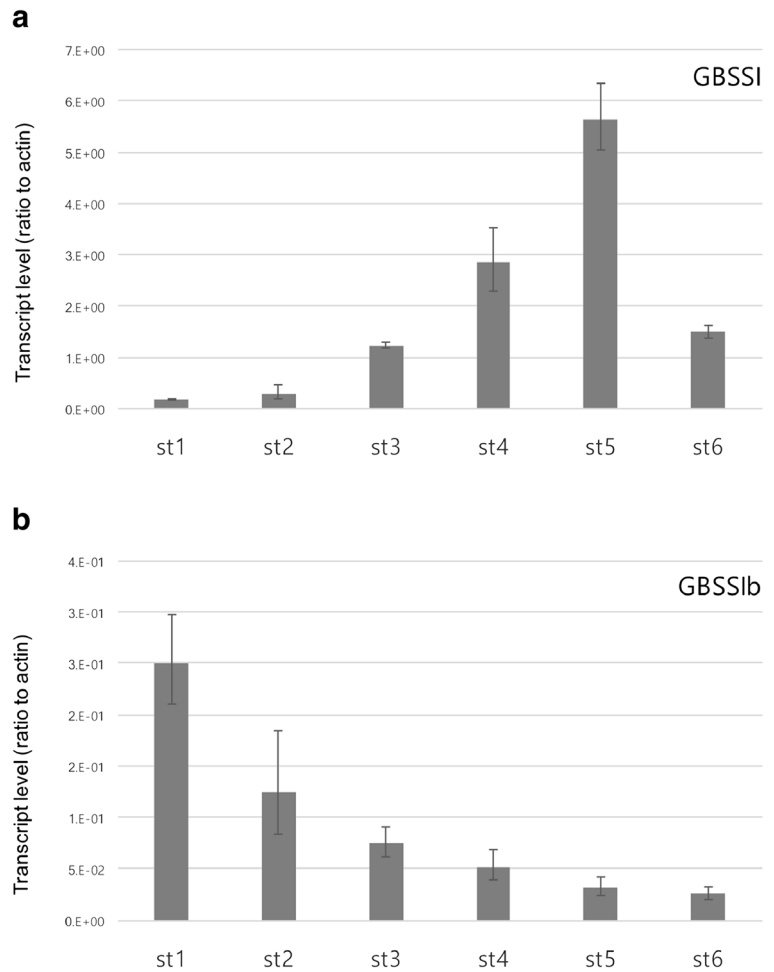 a
7.E+00
GBSSI
6.E+00
5.E+00
4.E+00
3.E+00
2.E+00
1.E+00
0.E+00
Transcript level (ratio to actin)
st1 st2 st3 st4 st5 st6
b
4.E-01
GBSSIb
3.E-01
3.E-01
2.E-01
2.E-01
1.E-01
5.E-02
0.E+00
Transcript level (ratio to actin)
st1 st2 st3 st4 st5 st6